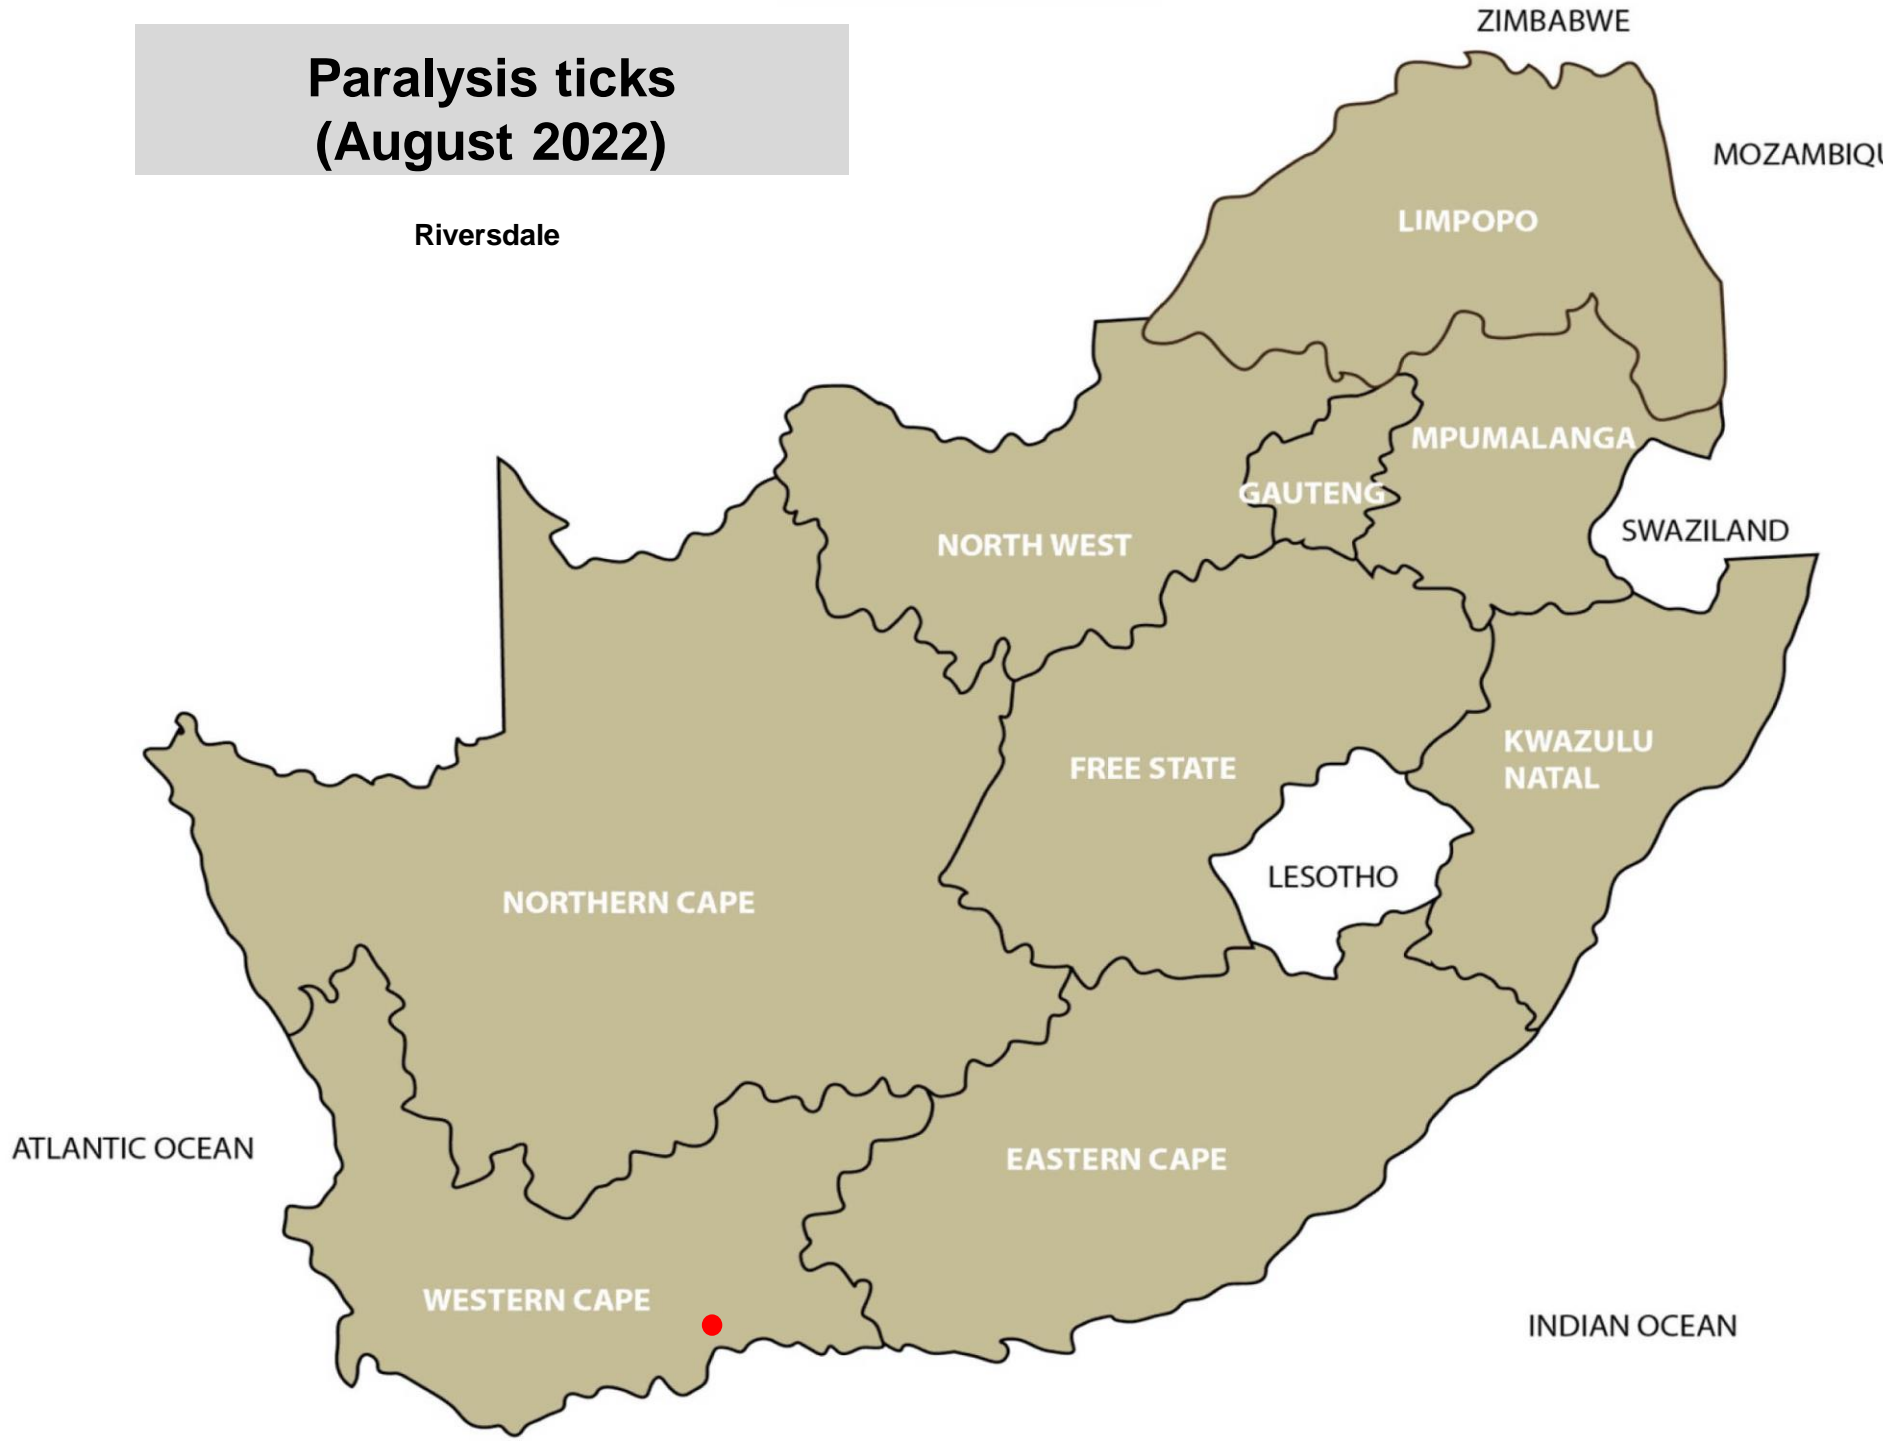 Paralysis ticks
(August 2022)
Riversdale
ZIMBABWE
MOZAMBIQU
LIMPOPO
MPUMALANGA
GAUTENG
NORTH WEST
SWAZILAND
KWAZULU
NATAL
FREE STATE
LESOTHO
NORTHERN CAPE
ATLANTIC OCEAN
EASTERN CAPE
WESTERN CAPE
INDIAN OCEAN